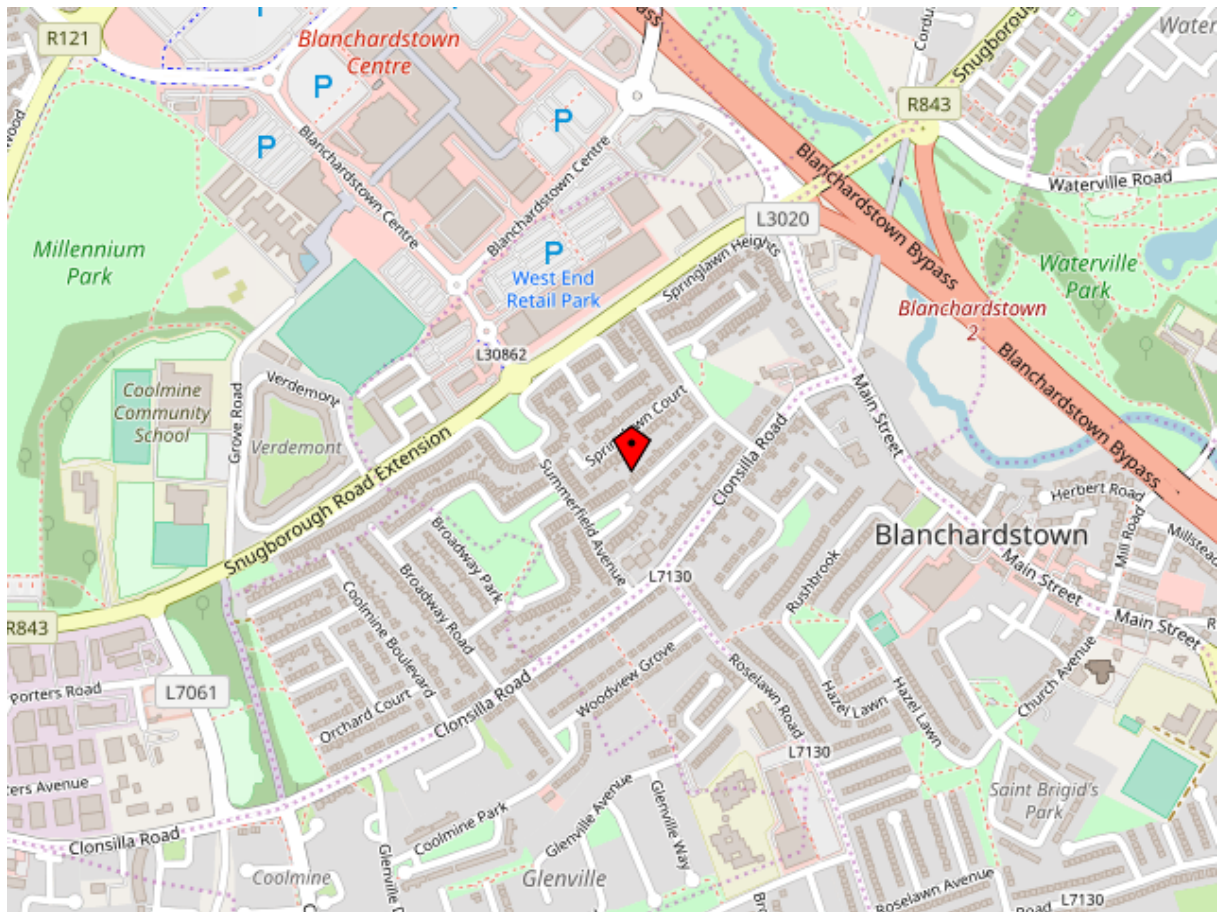 R121
Blanchardstown
Centre
P
P
P
P
R843
Waterville Road
Blanchardstown Centre
Blanchardstown Centre
Blanchardstown Bypass
L3020
Millennium
Park
West End
Retail Park
Springlawn Heights
Blanchardstown
2
Waterville
Park
Blanchardstown Bypass
L30862
Verdemont
Coolmine
Community
School
Grove Road
Verdemont
Snugborough Road Extension
Clonsilla Road
Main Street
Herbert Road
Mill Road
Blanchardstown
Summerfield Avenue
Broadway Park
Broadway Road
Coolmine Boulevard
Rushbrook
L7130
Main Street
Main Street
R843
Porters Road
L7061
Orchard Court
Clonsilla Road
Woodview Grove
Roselawn Road
Hazel Lawn
Hazel Lawn
Church Avenue
L7130
Saint Brigid's
Park
Clonsilla Road
Coolmine Park
Glenville Avenue
Glenville Way
Coolmine
Glenville
Roselawn Avenue
L7130
Road